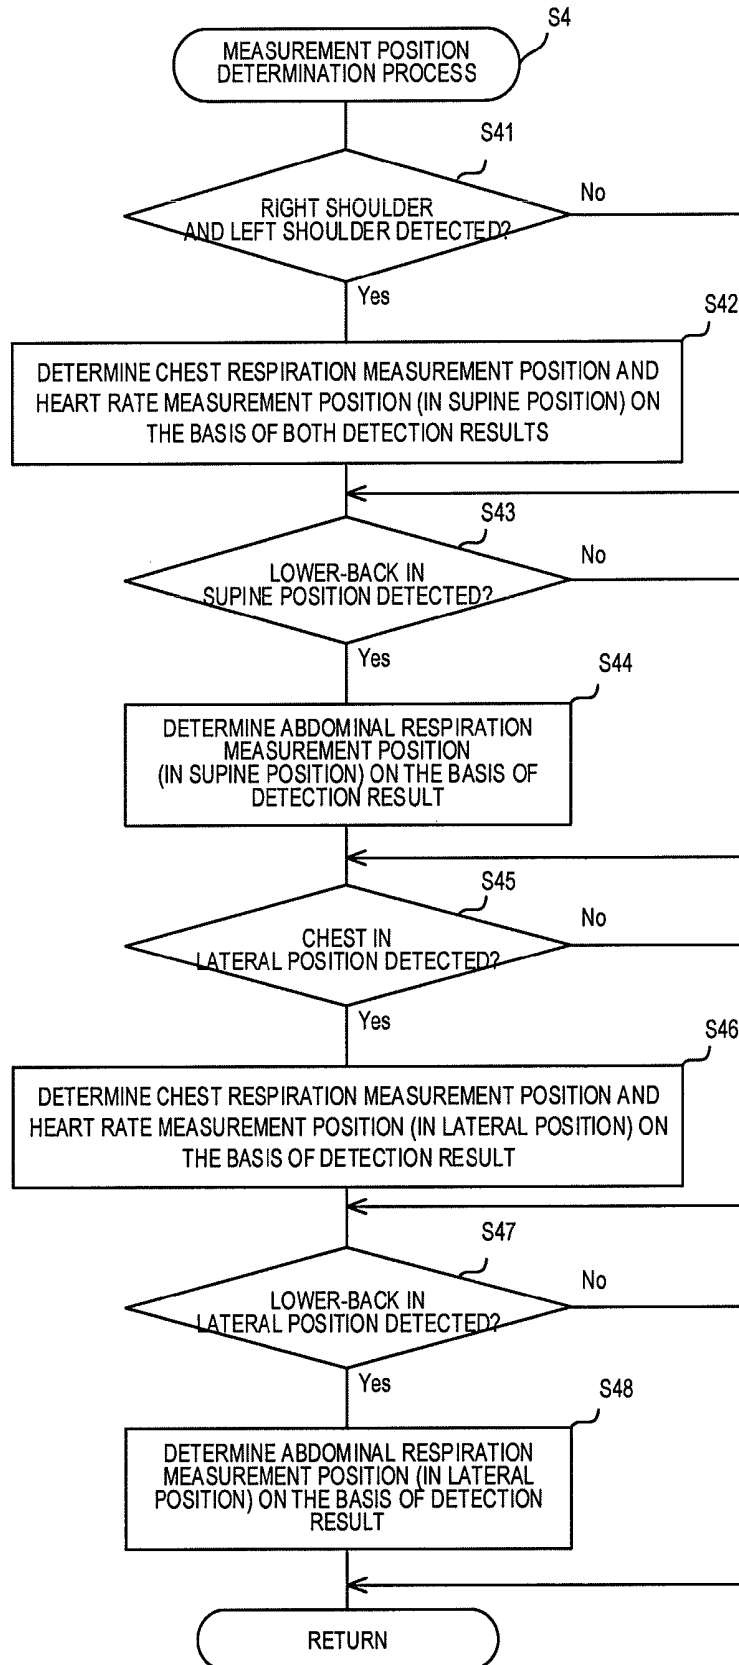 S4
MEASUREMENT POSITION
DETERMINATION PROCESS
S41
RIGHT SHOULDER
AND LEFT SHOULDER DETECTED?
No
Yes
S42
DETERMINE CHEST RESPIRATION MEASUREMENT POSITION AND
HEART RATE MEASUREMENT POSITION (IN SUPINE POSITION) ON
THE BASIS OF BOTH DETECTION RESULTS
S43
LOWER-BACK IN
SUPINE POSITION DETECTED?
No
Yes
S44
DETERMINE ABDOMINAL RESPIRATION
MEASUREMENT POSITION
(IN SUPINE POSITION) ON THE BASIS OF
DETECTION RESULT
S45
CHEST IN
LATERAL POSITION DETECTED?
No
Yes
S46
DETERMINE CHEST RESPIRATION MEASUREMENT POSITION AND
HEART RATE MEASUREMENT POSITION (IN LATERAL POSITION) ON
THE BASIS OF DETECTION RESULT
S47
LOWER-BACK IN
LATERAL POSITION DETECTED?
No
Yes
S48
DETERMINE ABDOMINAL RESPIRATION
MEASUREMENT POSITION (IN LATERAL
POSITION) ON THE BASIS OF DETECTION
RESULT
RETURN